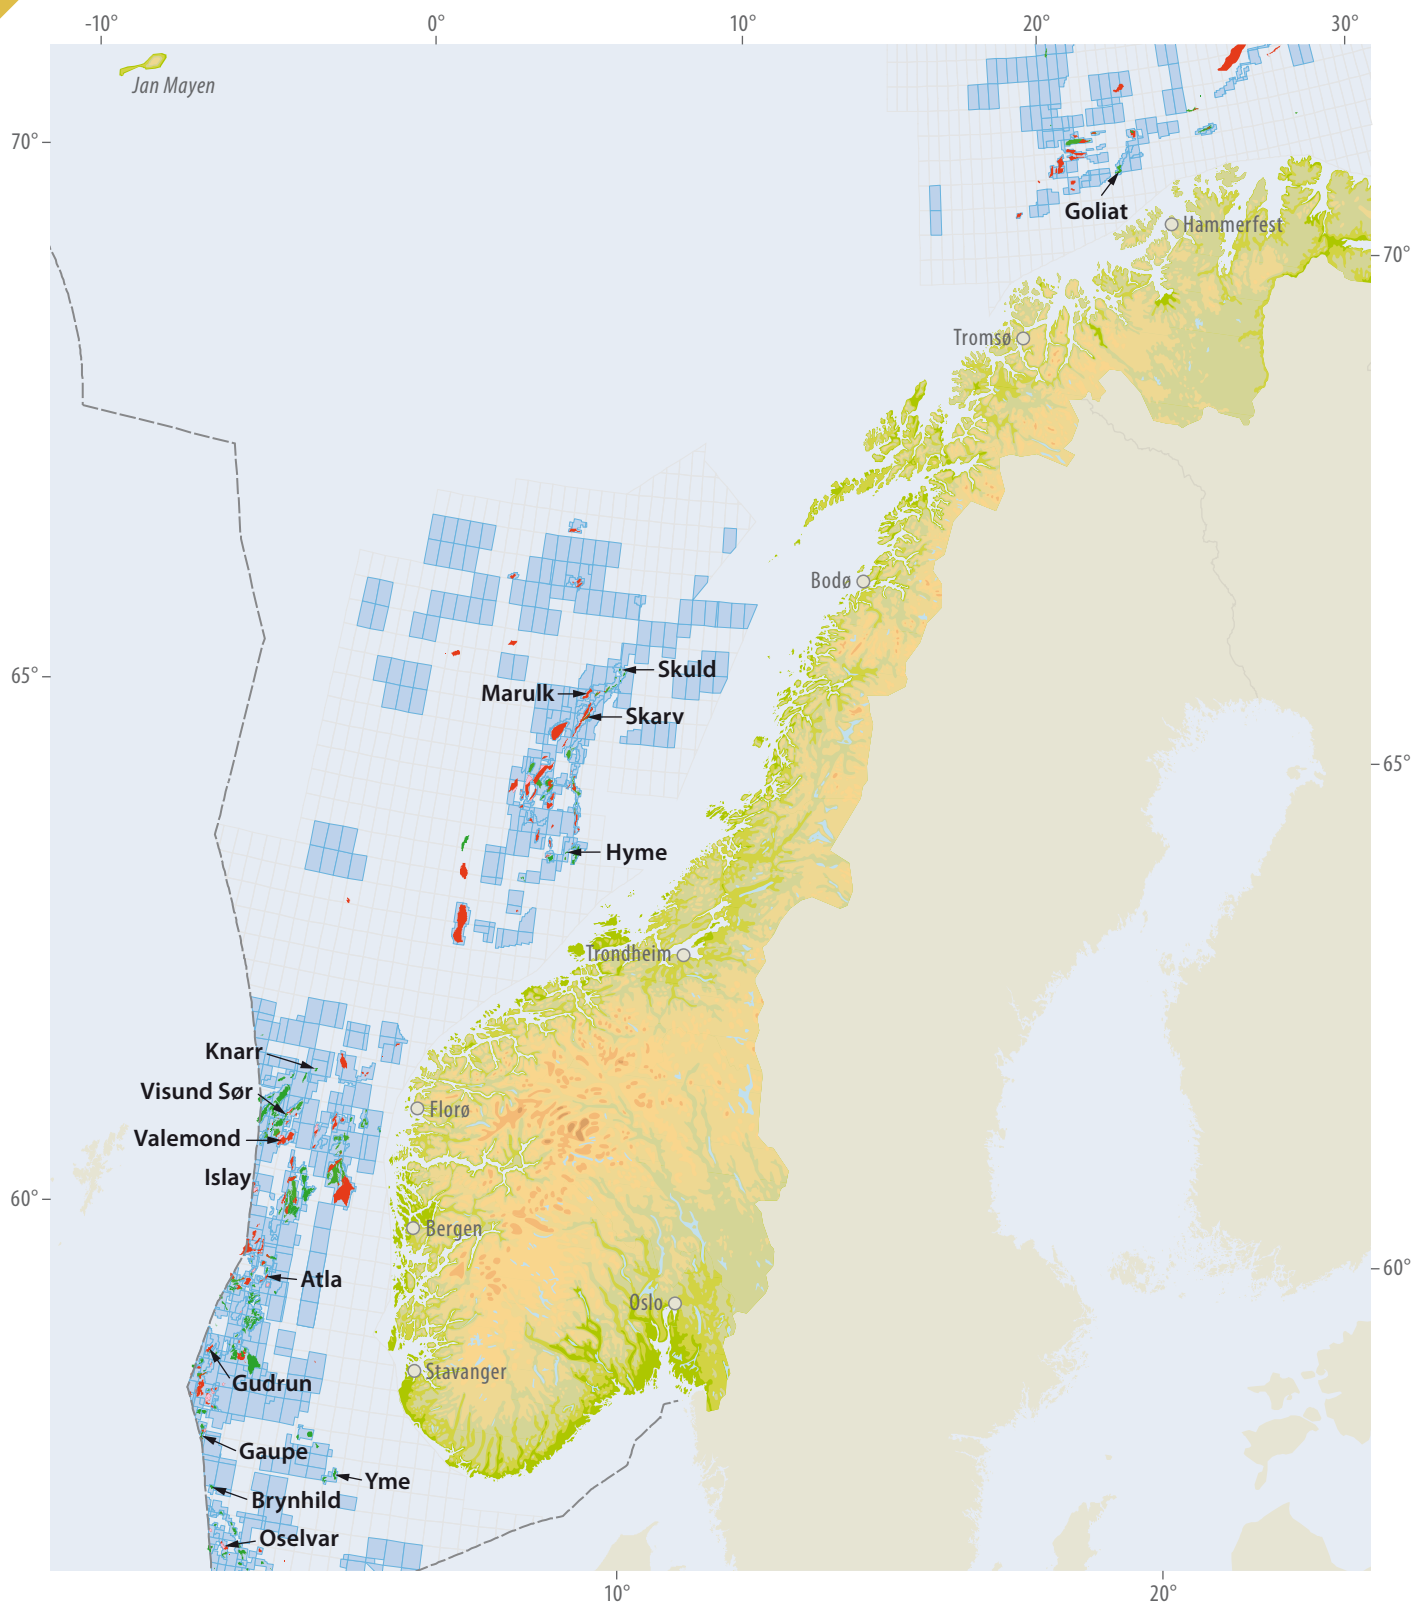 -10°
0°
10°
20°
30°
Jan Mayen
70°
Goliat
Hammerfest
70°
Tromsø
Bodø
65°
Skuld
Marulk
Skarv
65°
Hyme
Trondheim
Knarr
Visund Sør
Florø
Valemond
Islay
60°
Bergen
Atla
60°
Oslo
Stavanger
Gudrun
Gaupe
Yme
Brynhild
Oselvar
10°
20°